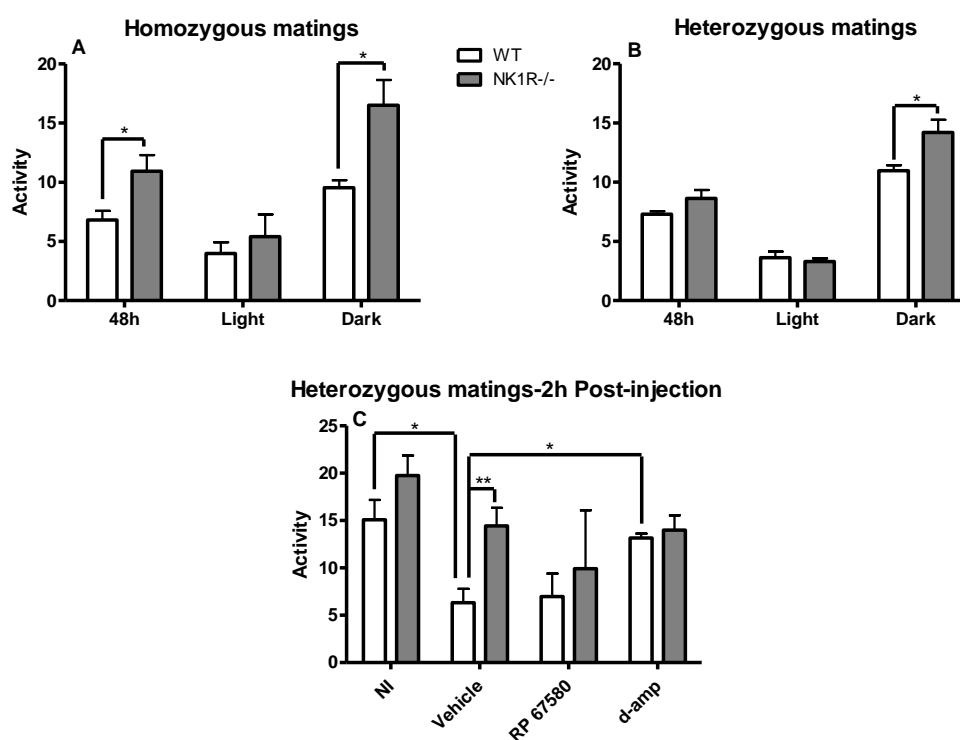 Homozygous matings
A
Activity
20
15
10
5
0
*
*
48h
Light
Dark
WT
NK1R-/-
Heterozygous matings
B
Activity
20
15
10
5
0
*
48h
Light
Dark
Heterozygous matings-2h Post-injection
C
Activity
25
20
15
10
5
0
*
*
**
NI
Vehicle
RP 67580
d-amp